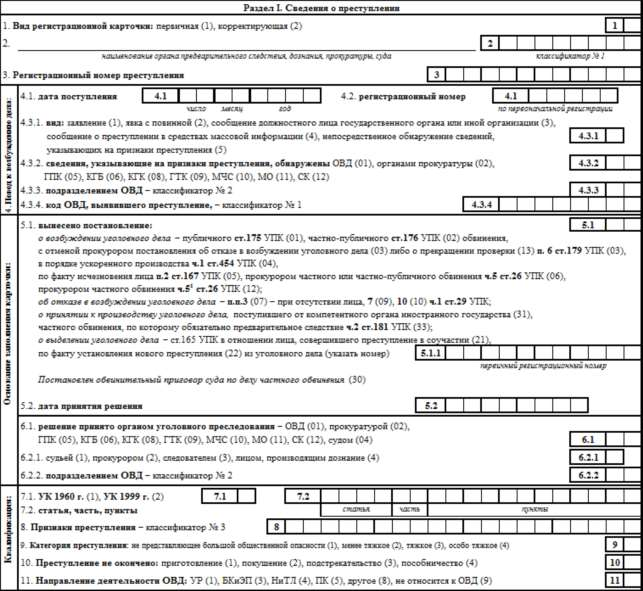 Раздел I. Сведения о преступлении
1. Вид регистрационной карточки: первичная (1), корректирующая (2) 1
2. 2
наименование органа предварительного следствия, дознания, прокуратуры, суда классификатор № 1
3. Регистрационный номер преступления 3
4. Повод к возбуждению дела:
4.1. дата поступления 4.1 4.2. регистрационный номер 4.1
число месяц год по первоначальной регистрации
4.3.1. вид: заявление (1), явка с повинной (2), сообщение должностного лица государственного органа или иной организации (3),
сообщение о преступлении в средствах массовой информации (4), непосредственное обнаружение сведений, 4.3.1
указывающих на признаки преступления (5)
4.3.2. сведения, указывающие на признаки преступления, обнаружены ОВД (01), органами прокуратуры (02), 4.3.2
ГПК (05), КГБ (06), КГК (08), ГТК (09), МЧС (10), МО (11), СК (12)
4.3.3. подразделением ОВД – классификатор № 2 4.3.3
4.3.4. код ОВД, выявившего преступление, – классификатор № 1 4.3.4
Основание заполнения карточки:
5.1. вынесено постановление: 5.1
о возбуждении уголовного дела – публичного ст.175 УПК (01), частно-публичного ст.176 УПК (02) обвинения,
с отменой прокурором постановления об отказе в возбуждении уголовного дела (03) либо о прекращении проверки (13) п. 6 ст.179 УПК (03),
в порядке ускоренного производства ч.1 ст.454 УПК (04),
по факту исчезновения лица п.2 ст.167 УПК (05), прокурором частного или частно-публичного обвинения ч.5 ст.26 УПК (06),
прокурором частного обвинения ч.5¹ ст.26 УПК (12);
об отказе в возбуждении уголовного дела – п.п.3 (07) – при отсутствии лица, 7 (09), 10 (10) ч.1 ст.29 УПК;
о принятии к производству уголовного дела, поступившего от компетентного органа иностранного государства (31),
частного обвинения, по которому обязательно предварительное следствие ч.2 ст.181 УПК (33);
о выделении уголовного дела – ст.165 УПК в отношении лица, совершившего преступление в соучастии (21),
по факту установления нового преступления (22) из уголовного дела (указать номер) 5.1.1
первичный регистрационный номер
Постановлен обвинительный приговор суда по делу частного обвинения (30)
5.2. дата принятия решения 5.2
6.1. решение принято органом уголовного преследования – ОВД (01), прокуратурой (02),
ГПК (05), КГБ (06), КГК (08), ГТК (09), МЧС (10), МО (11), СК (12), судом (04) 6.1
6.2.1. судьей (1), прокурором (2), следователем (3), лицом, производящим дознание (4) 6.2.1
6.2.2. подразделением ОВД – классификатор № 2 6.2.2
Квалификация:
7.1. УК 1960 г. (1), УК 1999 г. (2) 7.1 7.2
7.2. статья, часть, пункты статья часть пункты
8. Признаки преступления – классификатор № 3 8
9. Категория преступления: не представляющее большой общественной опасности (1), менее тяжкое (2), тяжкое (3), особо тяжкое (4) 9
10. Преступление не окончено: приготовление (1), покушение (2), подстрекательство (3), пособничество (4) 10
11. Направление деятельности ОВД: УР (1), БКиЭП (3), НиТЛ (4), ПК (5), другое (8), не относится к ОВД (9) 11